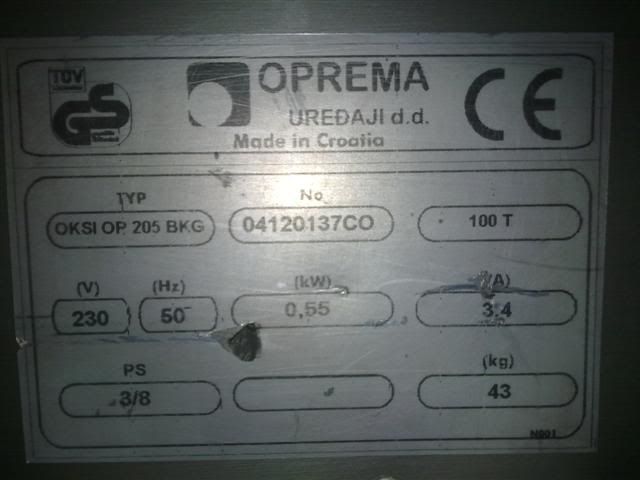 TÜV
GS
OPREMA
UREĐAJI d.d.
Made in Croatia
CE
TYP
No
OKSI OP 205 BKG
04120137CO
100 T
(V)
(Hz)
(kW)
(A)
230
50
0,55
3.4
PS
(kg)
3/8
43
N001